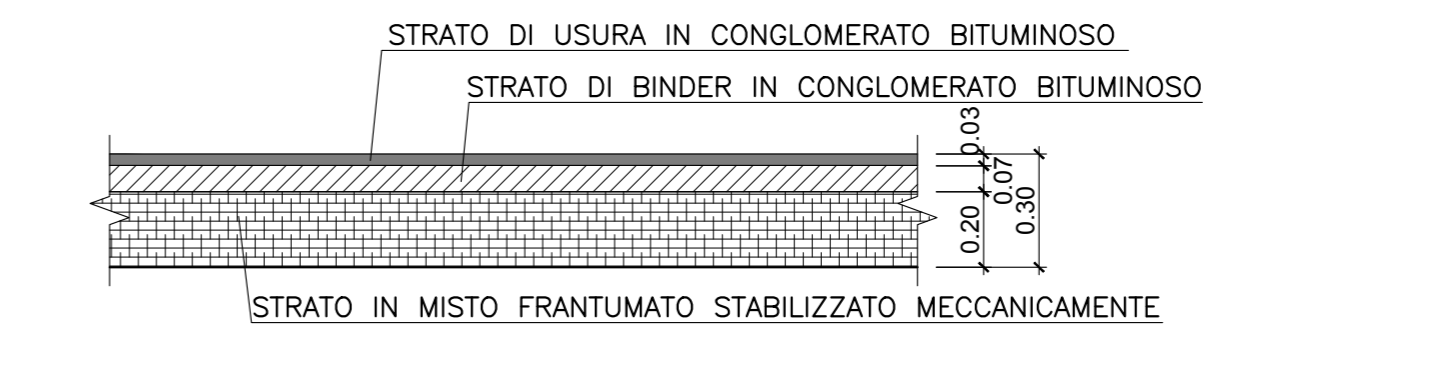 STRATO DI USURA IN CONGLOMERATO BITUMINOSO
STRATO DI BINDER IN CONGLOMERATO BITUMINOSO
0.03
0.07
0.20
0.30
STRATO IN MISTO FRANTUMATO STABILIZZATO MECCANICAMENTE